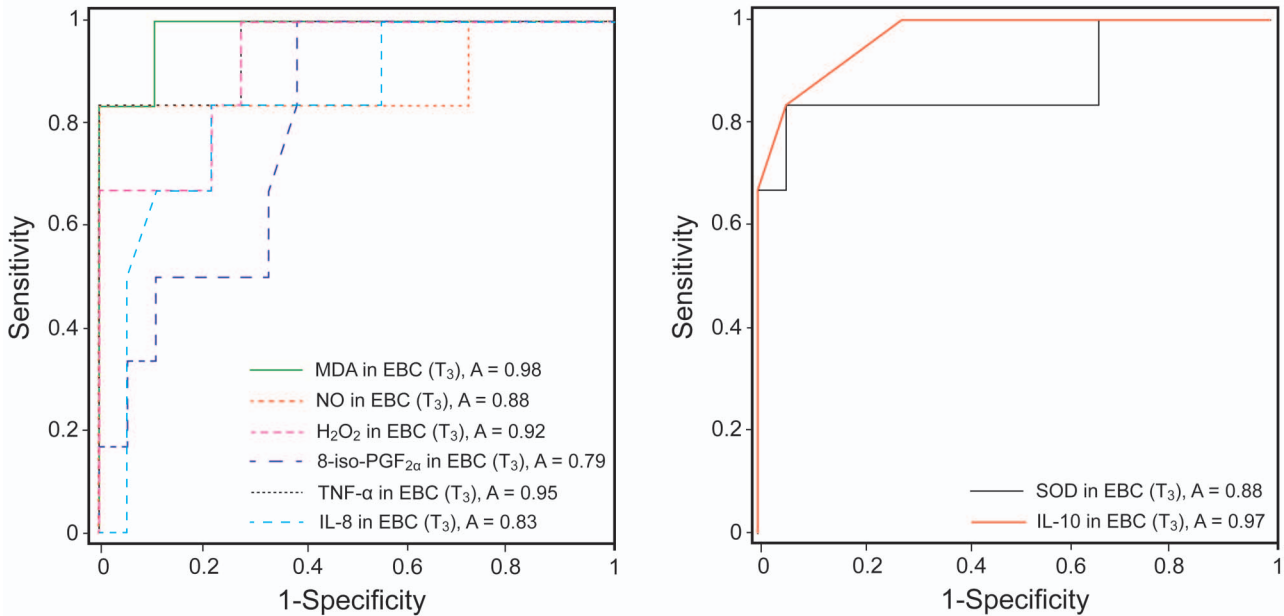 1
0.8
0.6
0.4
0.2
0
Sensitivity
MDA in EBC (T₃), A = 0.98
NO in EBC (T₃), A = 0.88
H₂O₂ in EBC (T₃), A = 0.92
8-iso-PGF₂α in EBC (T₃), A = 0.79
TNF-α in EBC (T₃), A = 0.95
IL-8 in EBC (T₃), A = 0.83
0 0.2 0.4 0.6 0.8 1
1-Specificity
1
0.8
0.6
0.4
0.2
0
Sensitivity
SOD in EBC (T₃), A = 0.88
IL-10 in EBC (T₃), A = 0.97
0 0.2 0.4 0.6 0.8 1
1-Specificity